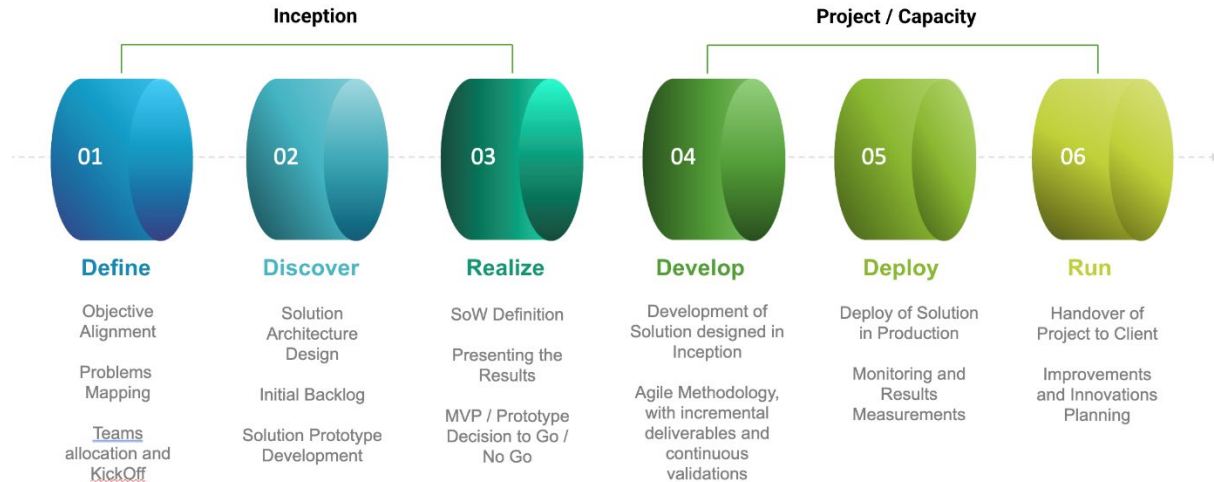 Inception
Project / Capacity
01
02
03
04
05
06
Define
Objective
Alignment
Problems
Mapping
Teams
allocation and
KickOff
Discover
Solution
Architecture
Design
Initial Backlog
Solution Prototype
Development
Realize
SoW Definition
Presenting the
Results
MVP / Prototype
Decision to Go /
No Go
Develop
Development of
Solution designed in
Inception
Agile Methodology,
with incremental
deliverables and
continuous
validations
Deploy
Deploy of Solution
in Production
Monitoring and
Results
Measurements
Run
Handover of
Project to Client
Improvements
and Innovations
Planning